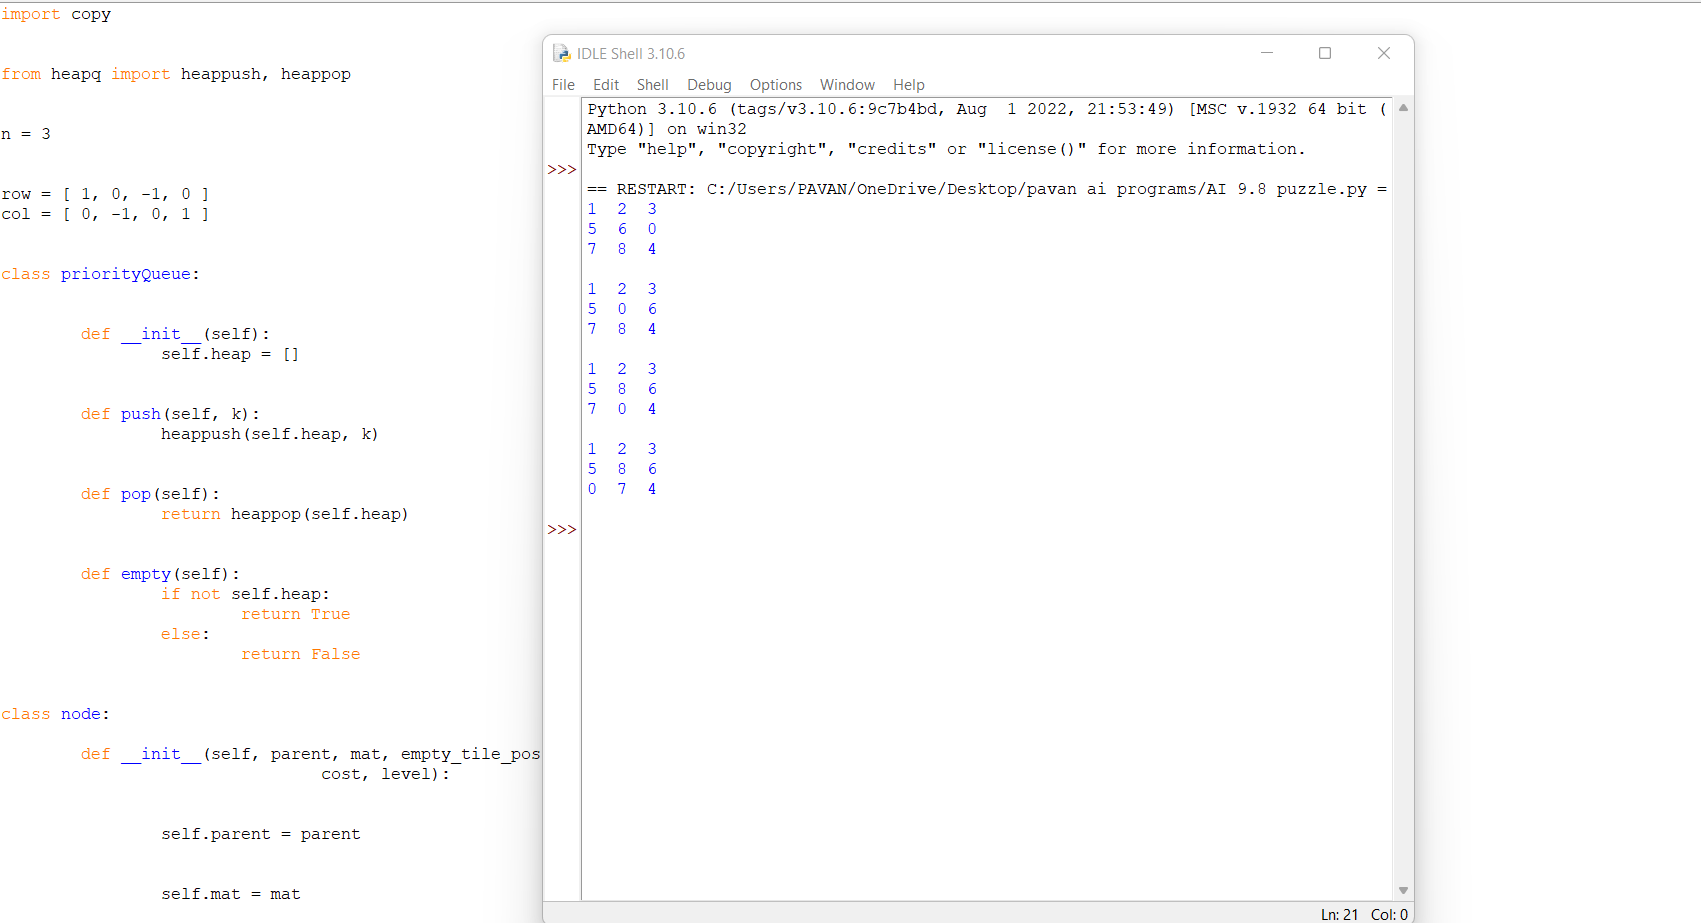 import copy
from heapq import heappush, heappop
n = 3
row = [ 1, 0, -1, 0 ]
col = [ 0, -1, 0, 1 ]
class priorityQueue:
def __init__(self):
self.heap = []
def push(self, k):
heappush(self.heap, k)
def pop(self):
return heappop(self.heap)
def empty(self):
if not self.heap:
return True
else:
return False
class node:
def __init__(self, parent, mat, empty_tile_pos
cost, level):
self.parent = parent
self.mat = mat
IDLE Shell 3.10.6
File Edit Shell Debug Options Window Help
Python 3.10.6 (tags/v3.10.6:9c7b4bd, Aug  1 2022, 21:53:49) [MSC v.1932 64 bit (
AMD64)] on win32
Type "help", "copyright", "credits" or "license()" for more information.
>>>
== RESTART: C:/Users/PAVAN/OneDrive/Desktop/pavan ai programs/AI 9.8 puzzle.py =
1 2 3
5 6 0
7 8 4
1 2 3
5 0 6
7 8 4
1 2 3
5 8 6
7 0 4
1 2 3
5 8 6
0 7 4
>>>
Ln: 21 Col: 0